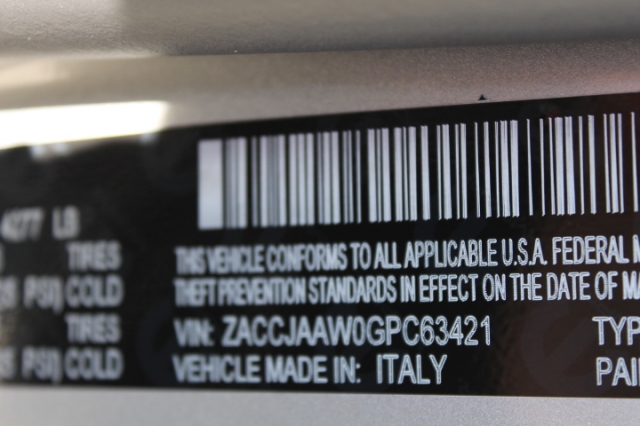 4277 LB
TIRES
THIS VEHICLE CONFORMS TO ALL APPLICABLE U.S.A. FEDERAL
PSI) COLD
THEFT PREVENTION STANDARDS IN EFFECT ON THE DATE OF
TIRES
VIN: ZACCJAAW0GPC63421
TYP
PSI) COLD
VEHICLE MADE IN: ITALY
PAI